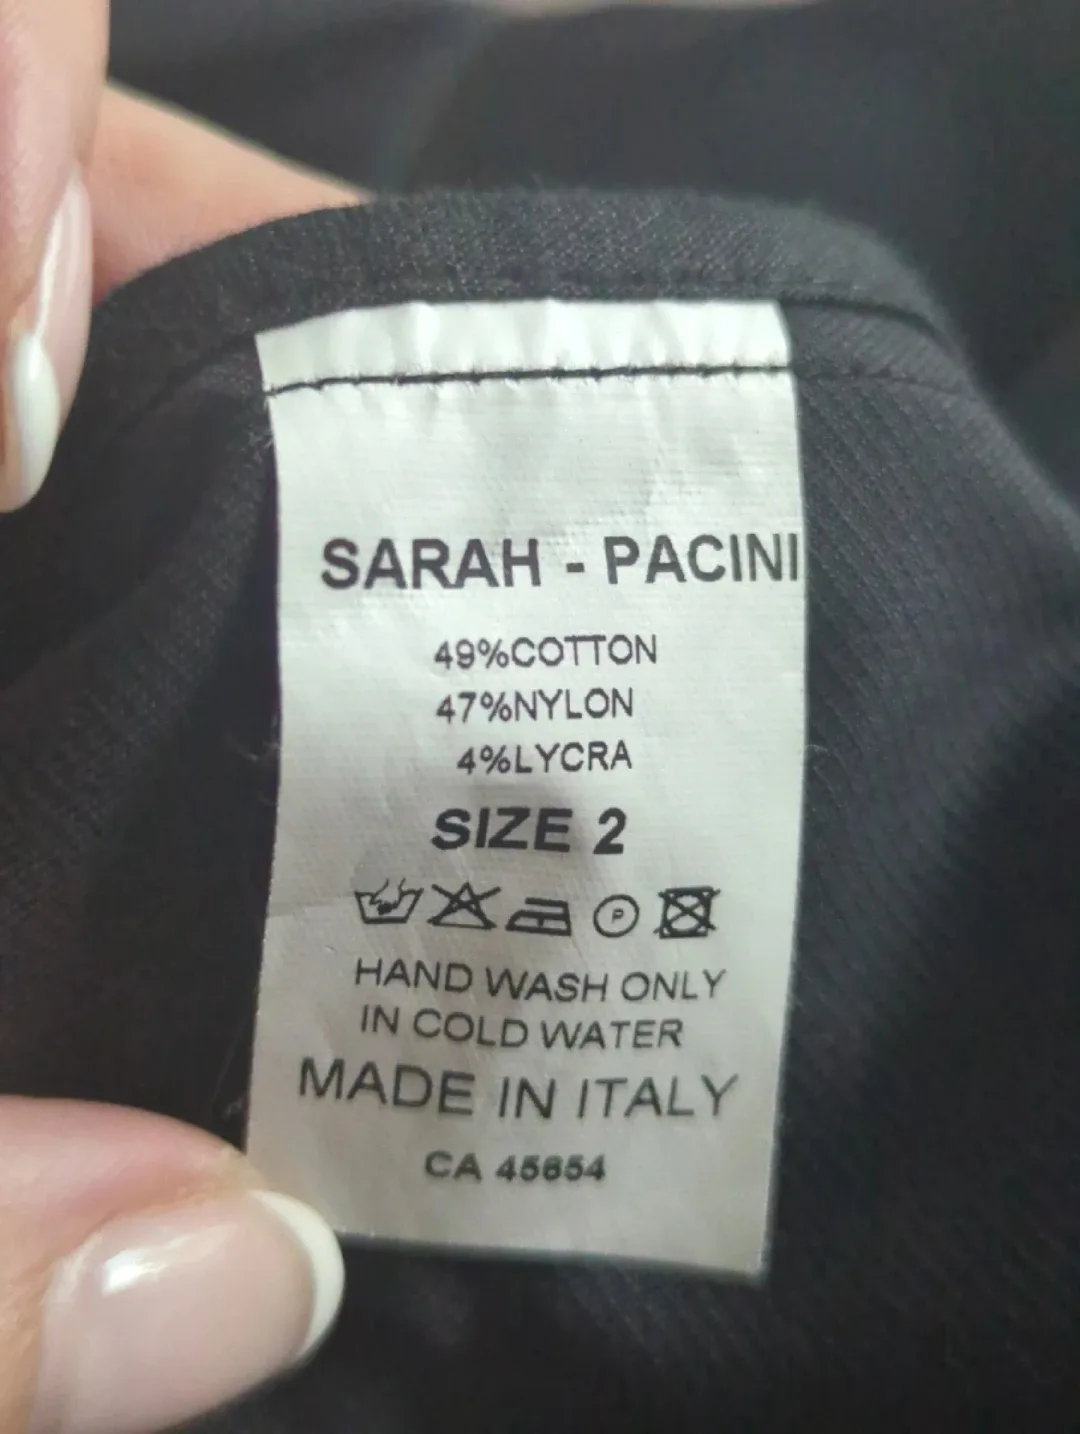 SARAH - PACINI
49%COTTON
47%NYLON
4%LYCRA
SIZE 2
P
HAND WASH ONLY
IN COLD WATER
MADE IN ITALY
CA 45654